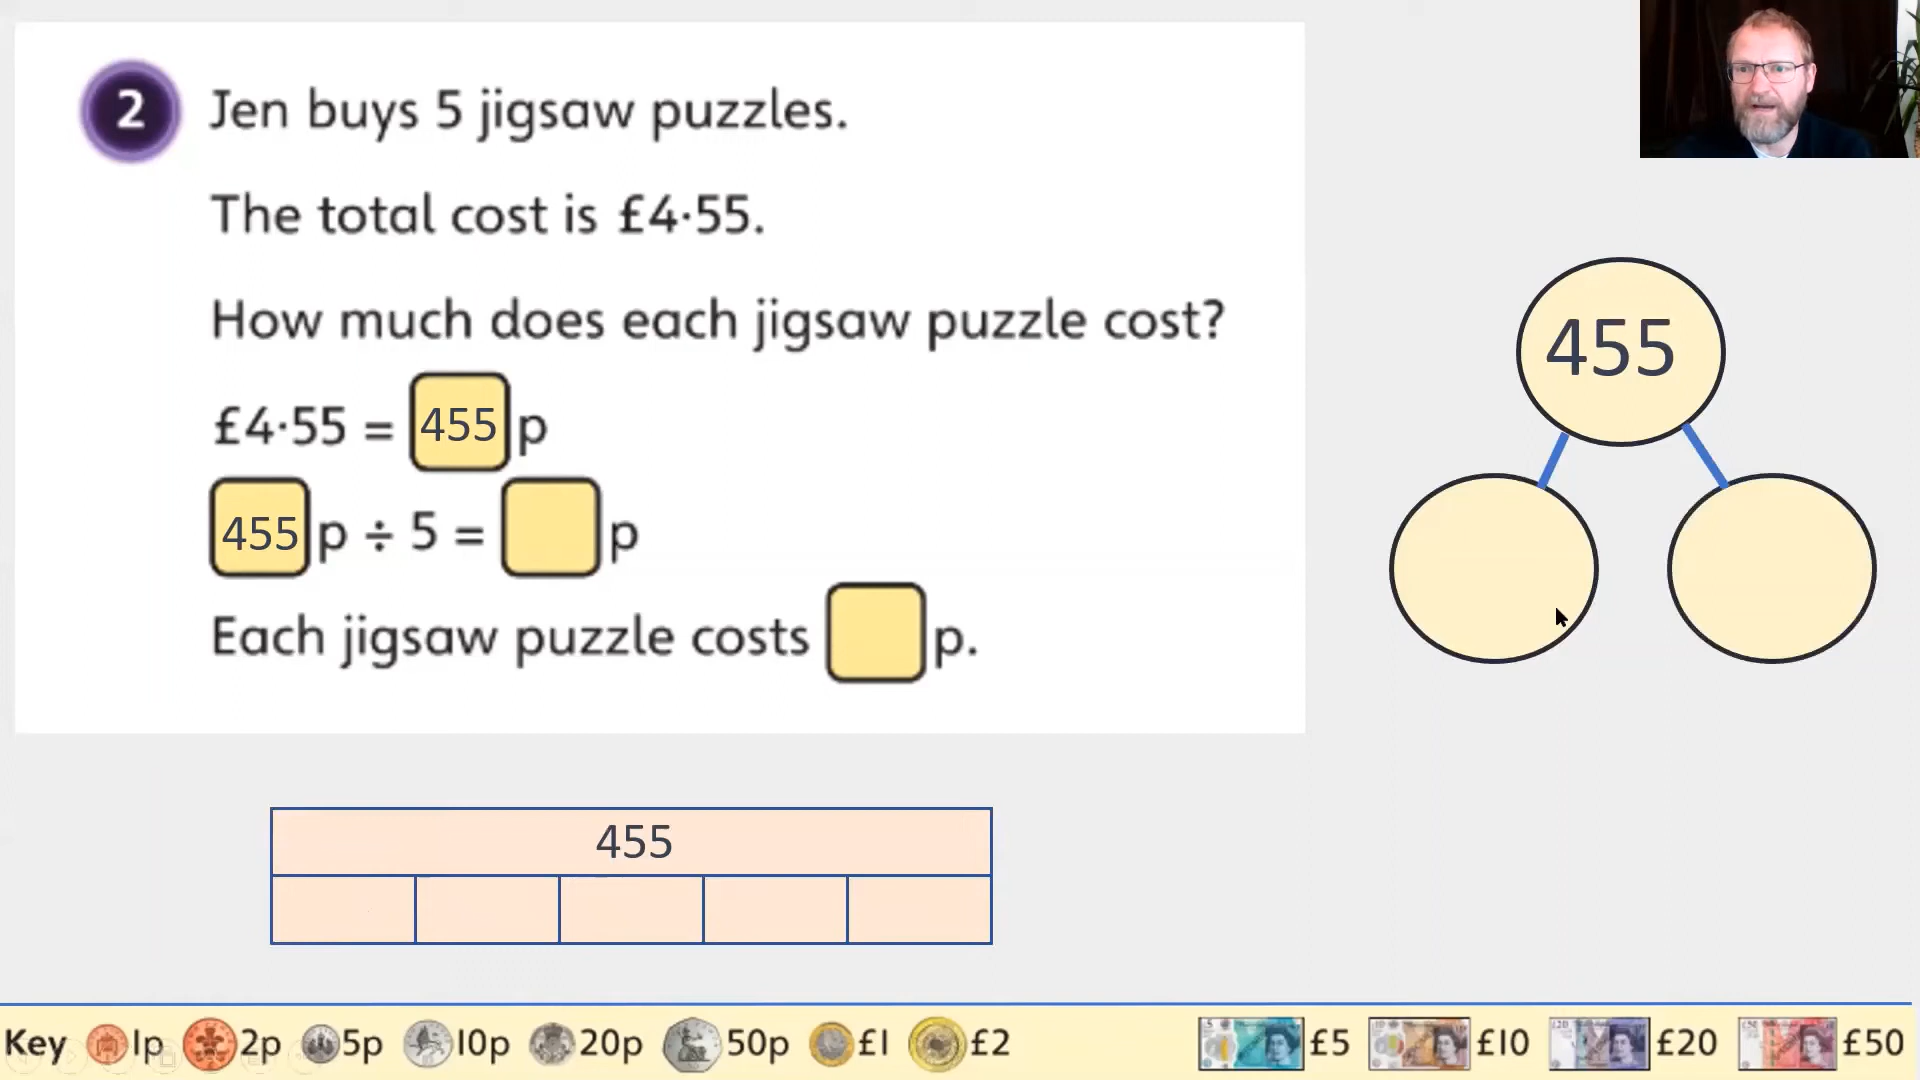 2 Jen buys 5 jigsaw puzzles.
The total cost is £4·55.
How much does each jigsaw puzzle cost?
£4·55 = 455 p
455 p ÷ 5 = p
Each jigsaw puzzle costs p.
455
455
Key 1p 2p 5p 10p 20p 50p £1 £2 £5 £10 £20 £50